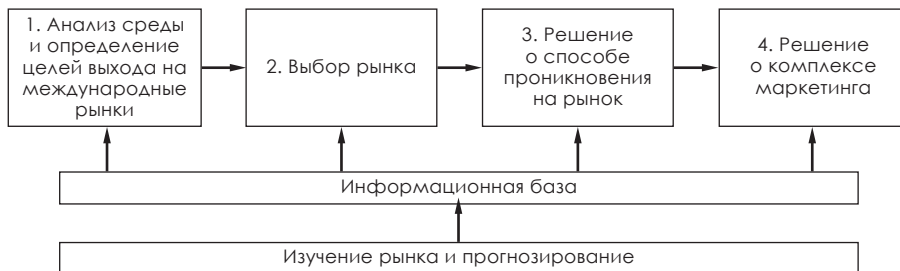 1. Анализ среды
и определение
целей выхода на
международные
рынки
2. Выбор рынка
3. Решение
о способе
проникновения
на рынок
4. Решение
о комплексе
маркетинга
Информационная база
Изучение рынка и прогнозирование